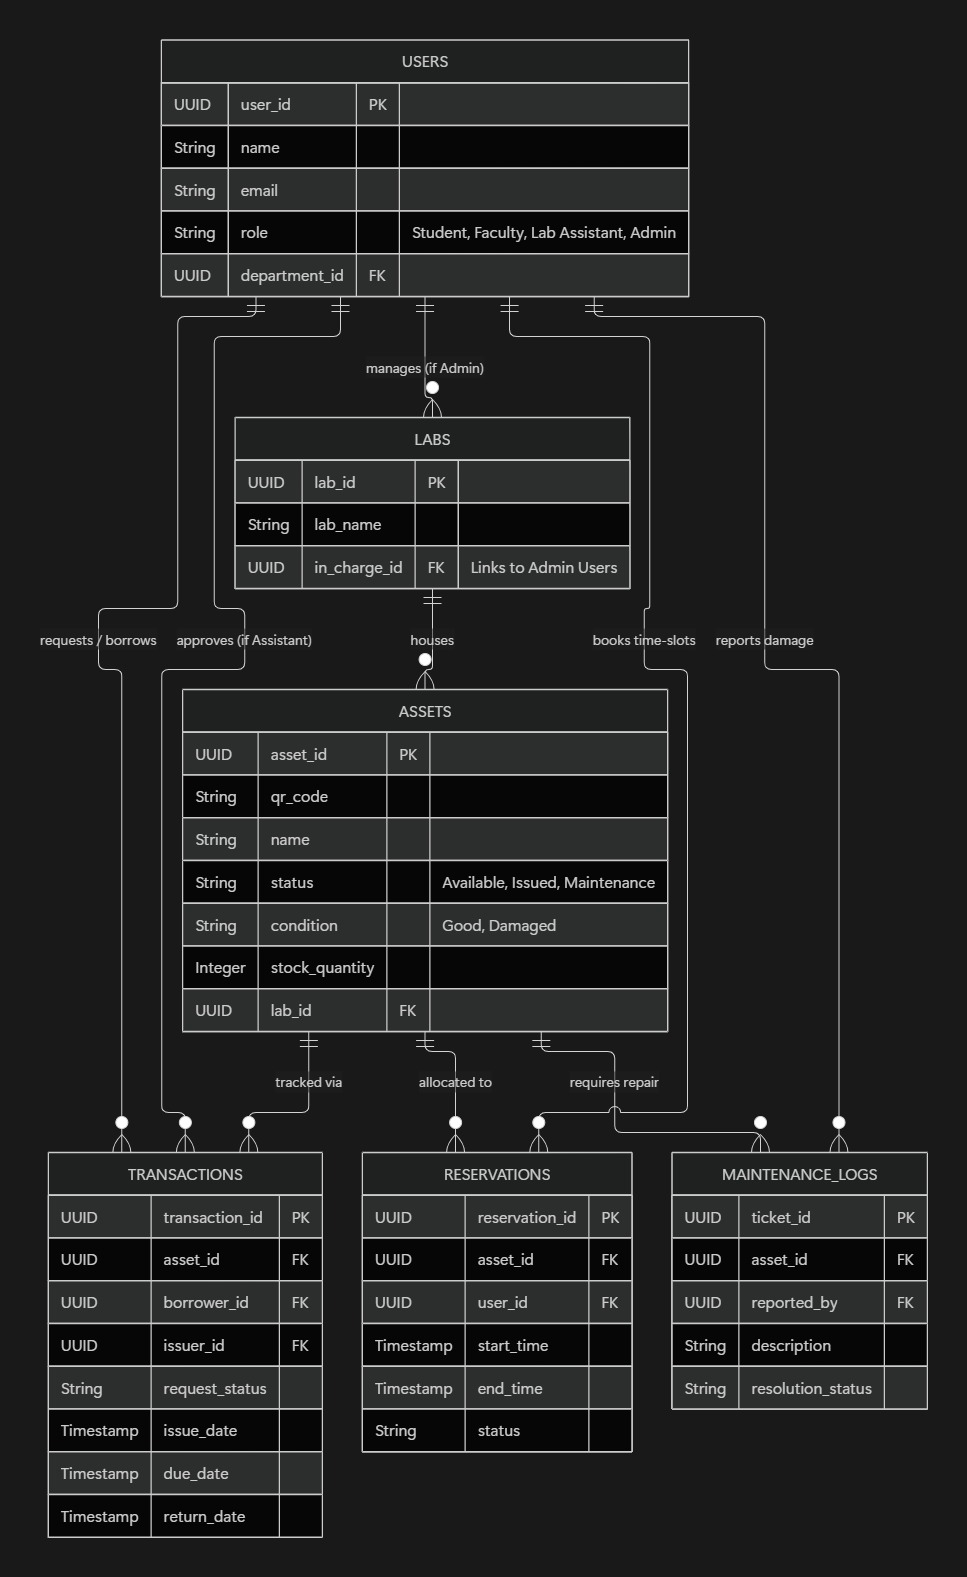 USERS
UUID user_id PK
String name
String email
String role Student, Faculty, Lab Assistant, Admin
UUID department_id FK
manages (if Admin)
LABS
UUID lab_id PK
String lab_name
UUID in_charge_id FK Links to Admin Users
requests / borrows approves (if Assistant) houses books time-slots reports damage
ASSETS
UUID asset_id PK
String qr_code
String name
String status Available, Issued, Maintenance
String condition Good, Damaged
Integer stock_quantity
UUID lab_id FK
tracked via allocated to requires repair
TRANSACTIONS
UUID transaction_id PK
UUID asset_id FK
UUID borrower_id FK
UUID issuer_id FK
String request_status
Timestamp issue_date
Timestamp due_date
Timestamp return_date
RESERVATIONS
UUID reservation_id PK
UUID asset_id FK
UUID user_id FK
Timestamp start_time
Timestamp end_time
String status
MAINTENANCE_LOGS
UUID ticket_id PK
UUID asset_id FK
UUID reported_by FK
String description
String resolution_status